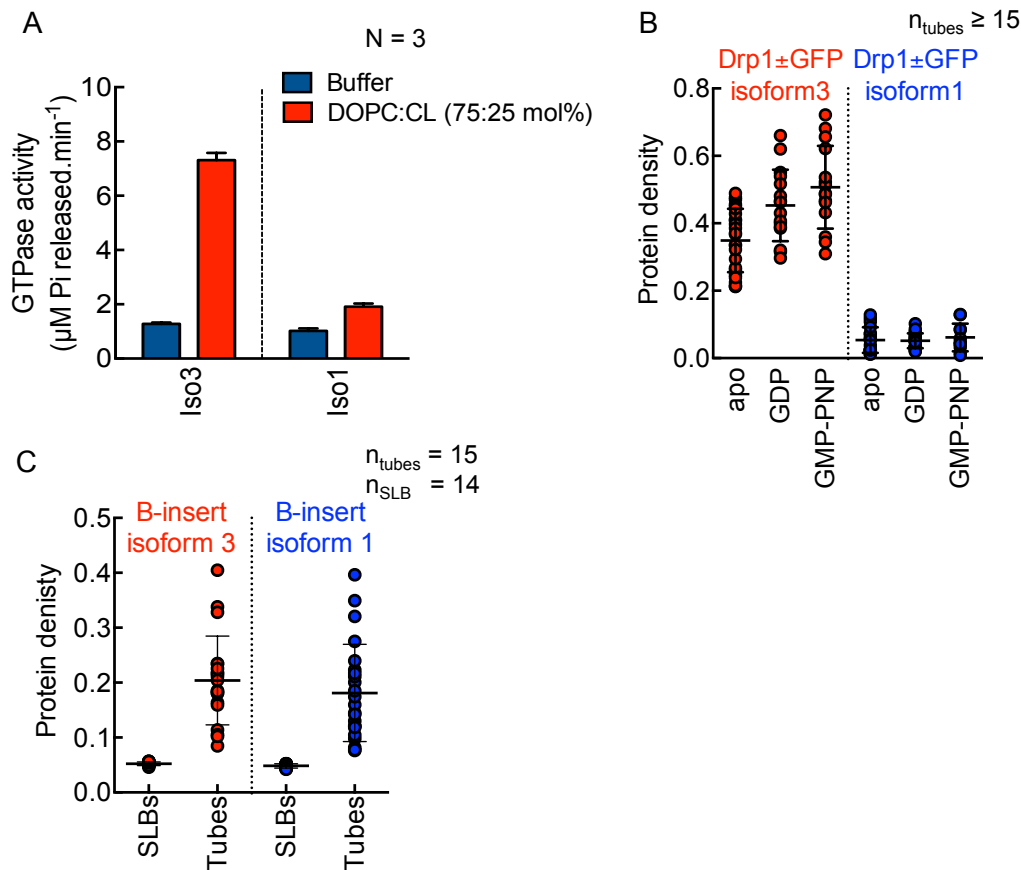 A
N = 3
Buffer
DOPC:CL (75:25 mol%)
GTPase activity
(µM Pi released.min⁻¹)
10
8
6
4
2
0
Iso3
Iso1
B
n_tubes ≥ 15
Drp1±GFP
isoform3
Drp1±GFP
isoform1
Protein density
0.8
0.6
0.4
0.2
0.0
apo
GDP
GMP-PNP
apo
GDP
GMP-PNP
C
n_tubes = 15
n_SLB = 14
B-insert
isoform 3
B-insert
isoform 1
Protein denisty
0.5
0.4
0.3
0.2
0.1
0.0
SLBs
Tubes
SLBs
Tubes